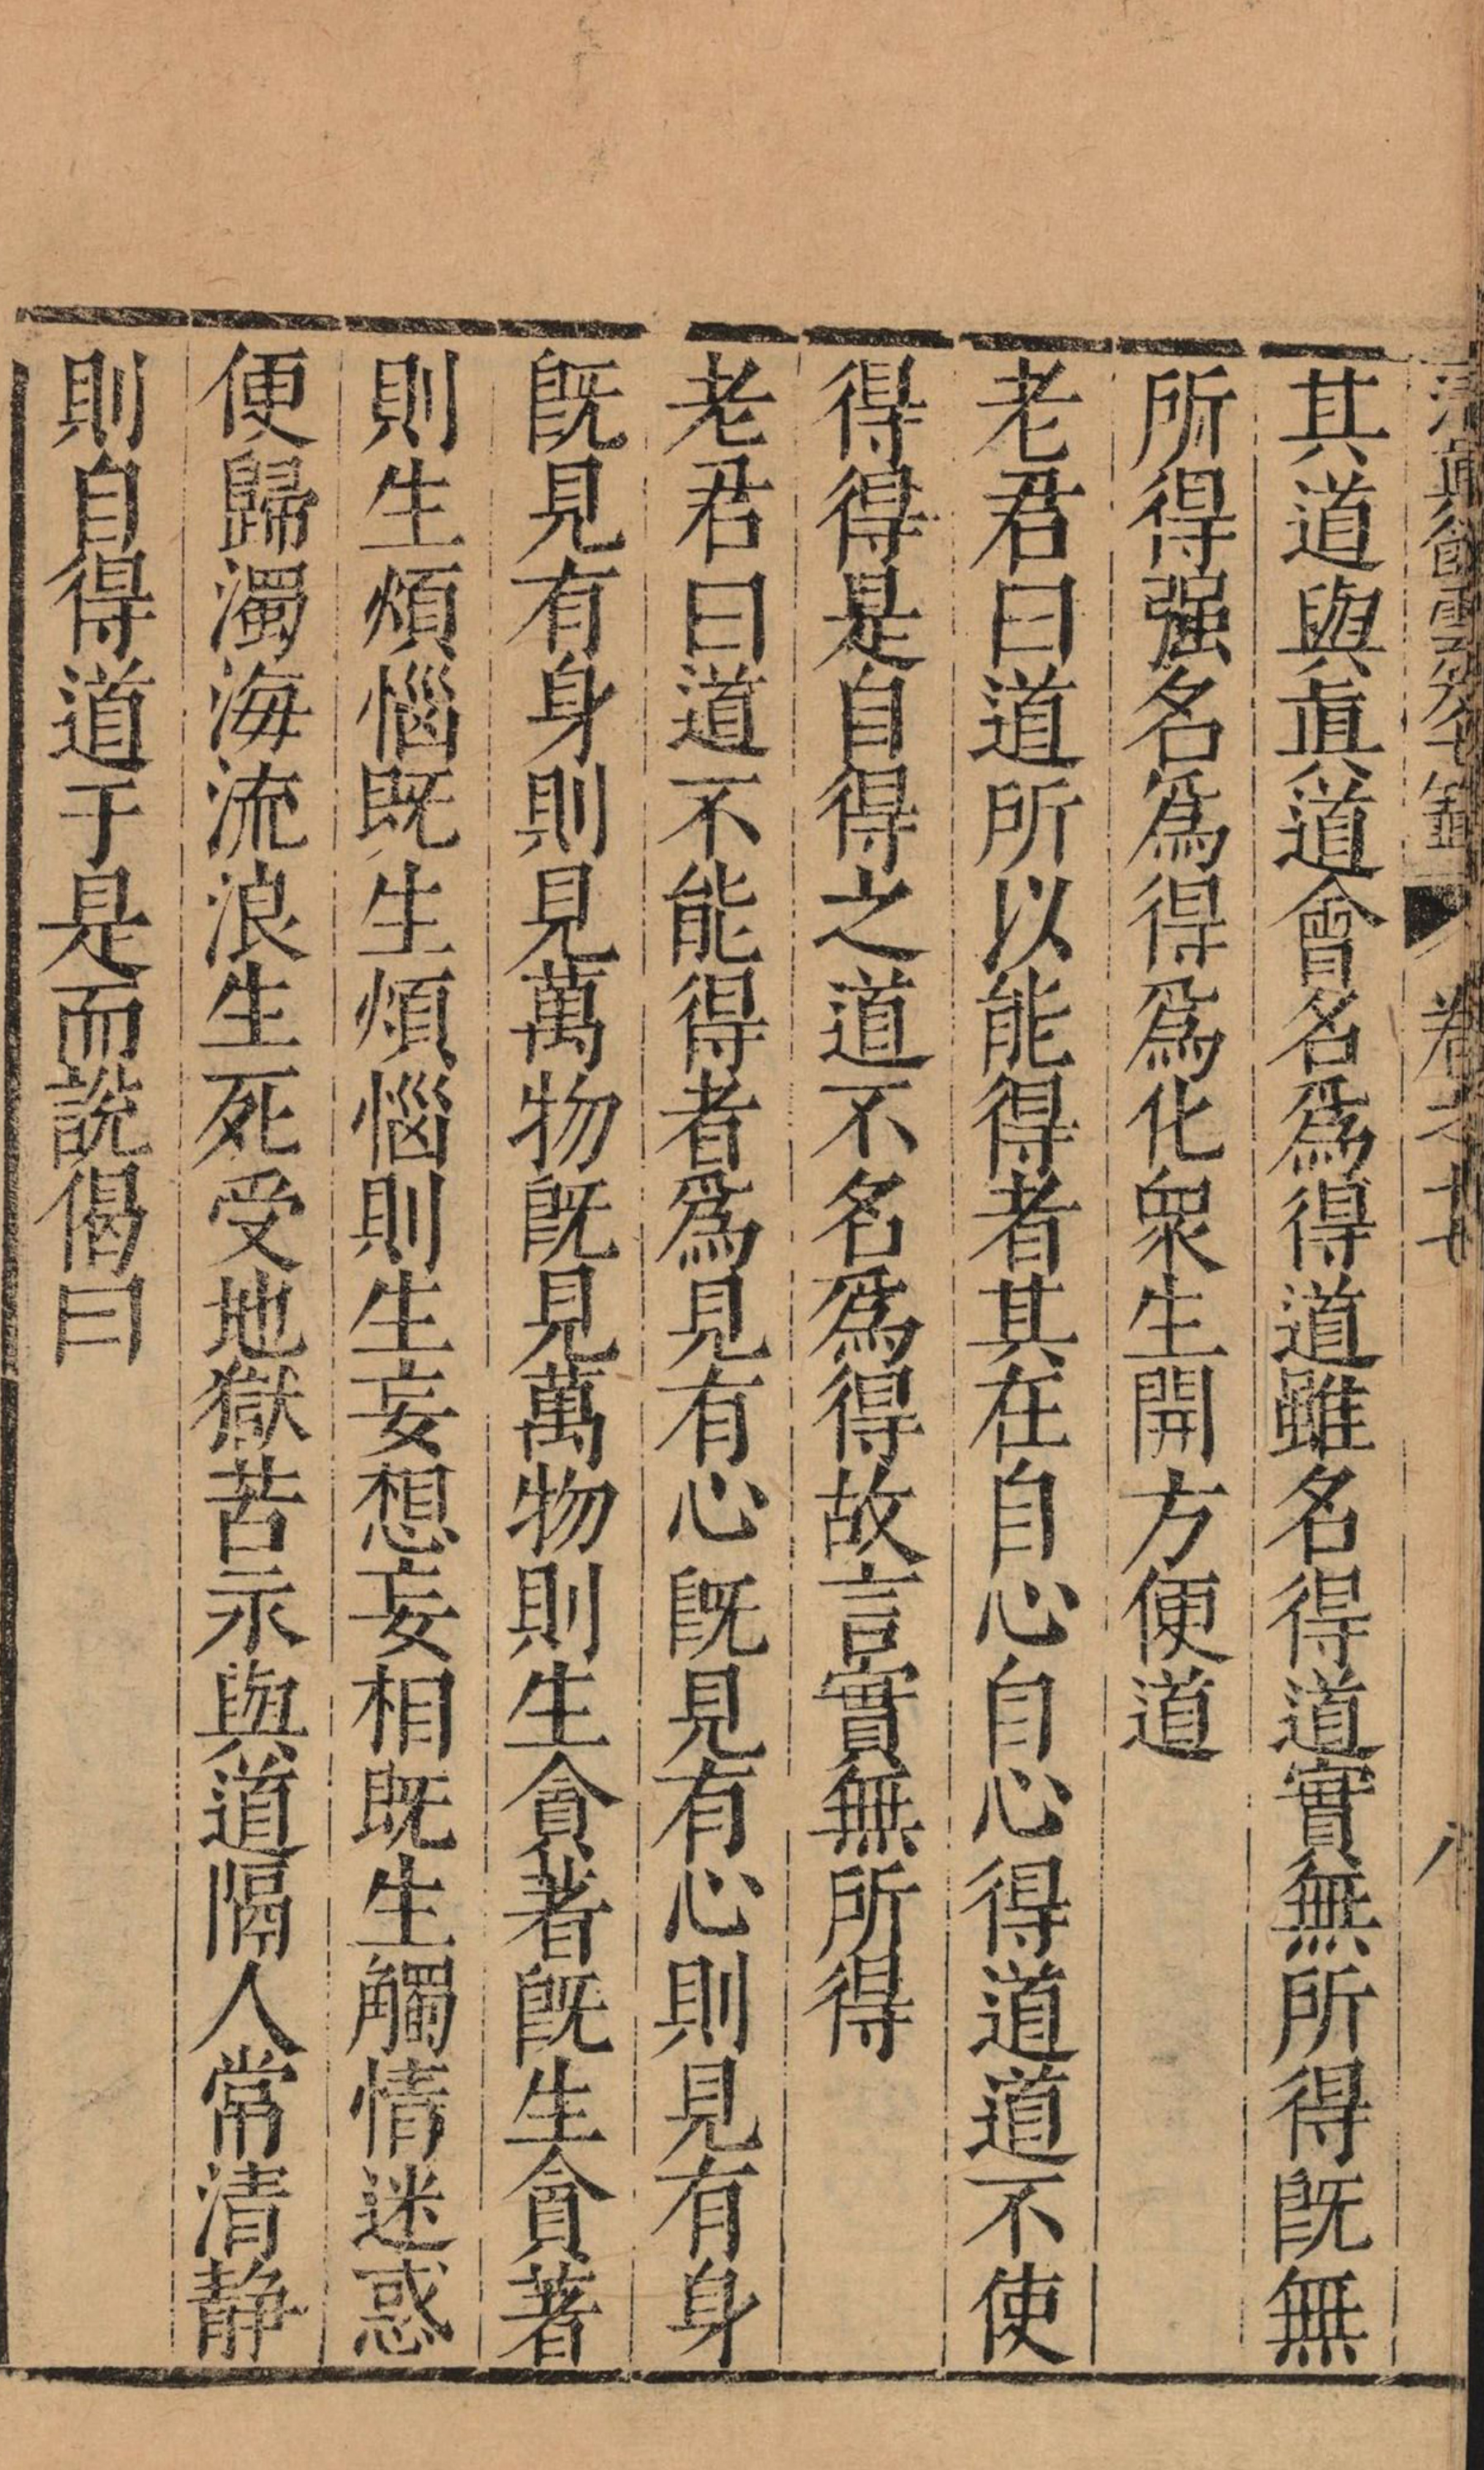 卷之十七
其道與眞道會名爲得道雖名得道實無所得旣無
所得强名爲得爲化衆生開方便道
老君曰道所以能得者其在自心自心得道道不使
得得是自得之道不名爲得故言實無所得
老君曰道不能得者爲見有心旣見有心則見有身
旣見有身則見萬物旣見萬物則生貪著旣生貪著
則生煩惱既生煩惱則生妄想妄相既生觸情迷惑
便歸濁海流浪生死受地獄苦永與道隔人常清静
則自得道于是而說偈曰